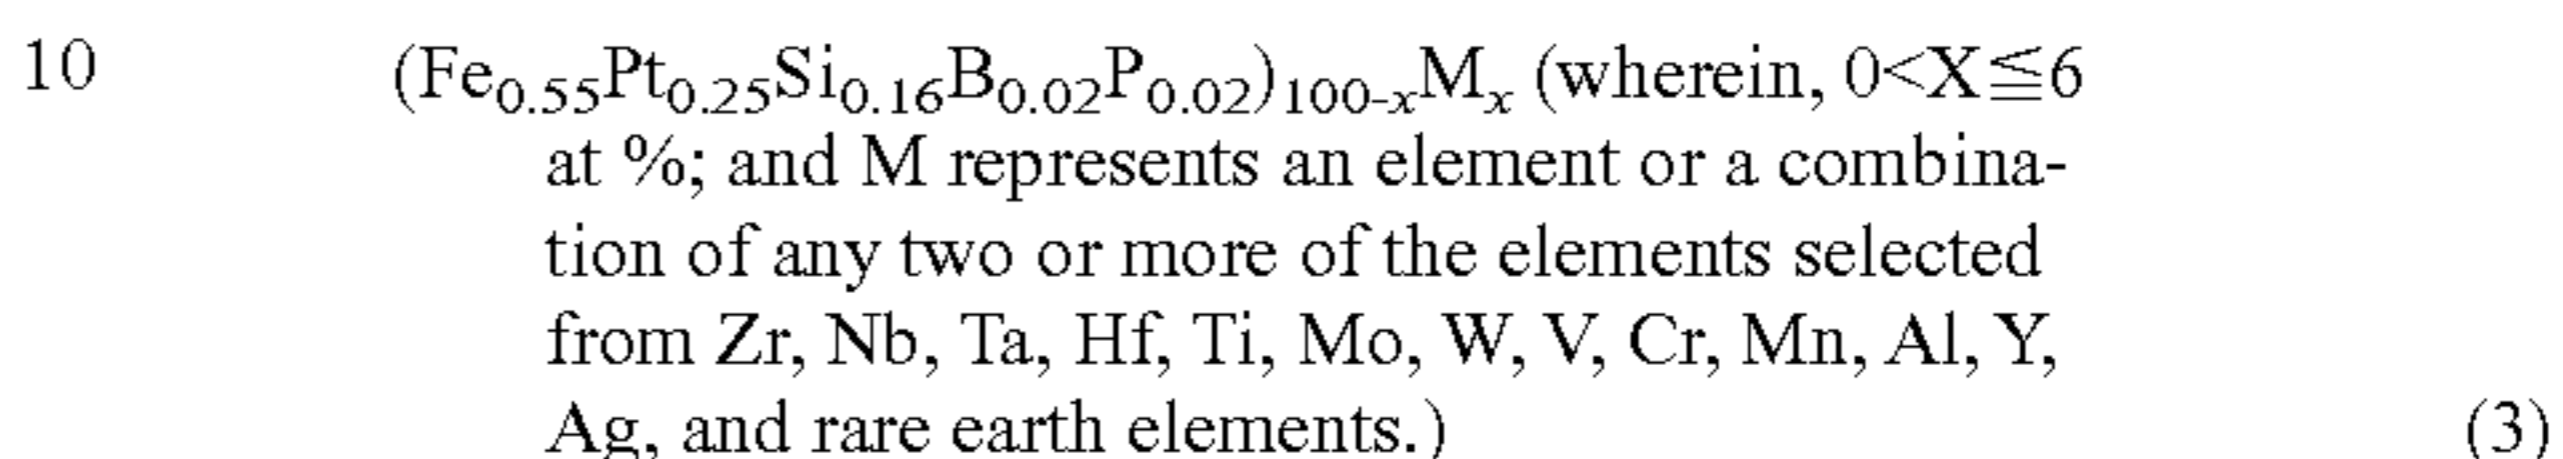 10 (Fe0.55Pt0.25Si0.16B0.02P0.02)100-xMx (wherein, 0<X≦6
at %; and M represents an element or a combina-
tion of any two or more of the elements selected
from Zr, Nb, Ta, Hf, Ti, Mo, W, V, Cr, Mn, Al, Y,
Ag, and rare earth elements.) (3)